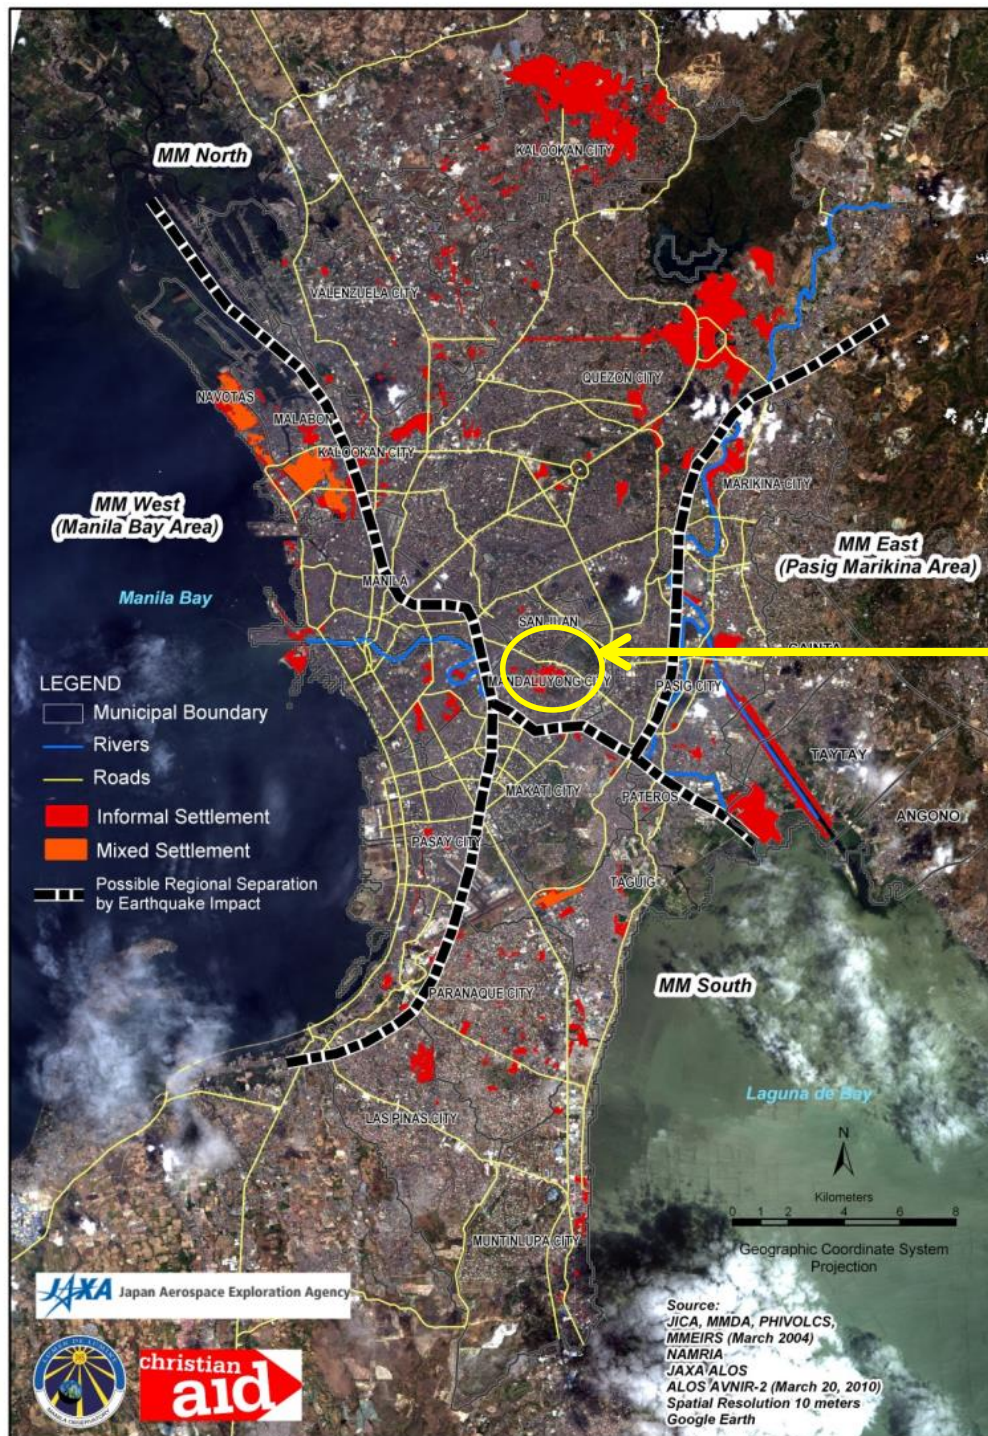 MM North
KALOOKAN CITY
VALENZUELA CITY
QUEZON CITY
NAVOTAS
MALABON
KALOOKAN CITY
MARIKINA CITY
MM West
(Manila Bay Area)
MM East
(Pasig Marikina Area)
MANILA
Manila Bay
SAN JUAN
CAINTA
MANDALUYONG CITY
PASIG CITY
LEGEND
Municipal Boundary
Rivers
Roads
Informal Settlement
Mixed Settlement
Possible Regional Separation
by Earthquake Impact
TAYTAY
MAKATI CITY
PATEROS
ANGONO
PASAY CITY
TAGUIG
MM South
PARANAQUE CITY
Laguna de Bay
LAS PINAS CITY
N
Kilometers
0 1 2 4 6 8
Geographic Coordinate System
Projection
MUNTINLUPA CITY
JAXA Japan Aerospace Exploration Agency
Source:
JICA, MMDA, PHIVOLCS,
MMEIRS (March 2004)
NAMRIA
JAXA ALOS
ALOS AVNIR-2 (March 20, 2010)
Spatial Resolution 10 meters
Google Earth
MANILA OBSERVATORY
christian
aid